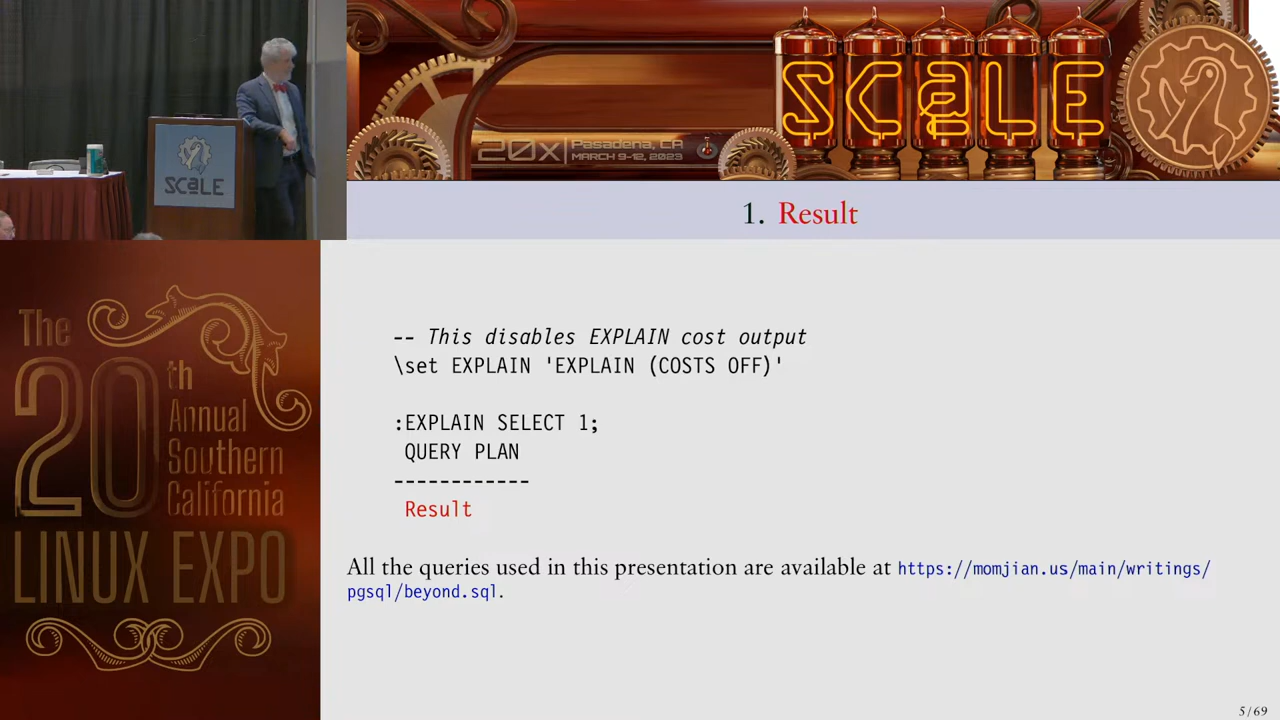 SCaLE
20x
Pasadena, CA
MARCH 9-12, 2023
SCaLE
1. Result
-- This disables EXPLAIN cost output
\set EXPLAIN 'EXPLAIN (COSTS OFF)'
:EXPLAIN SELECT 1;
QUERY PLAN
------------
Result
All the queries used in this presentation are available at https://momjian.us/main/writings/
pgsql/beyond.sql.
5/69
The
20th
Annual
Southern
California
LINUX EXPO